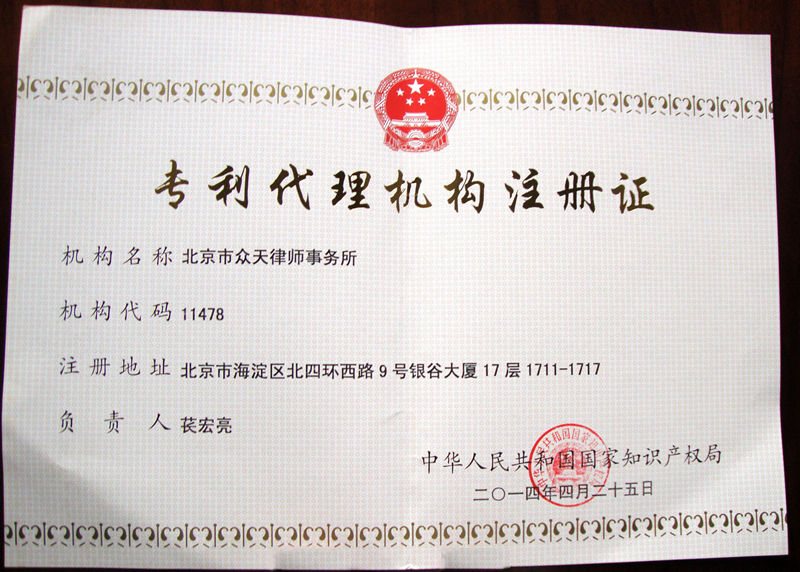 专利代理机构注册证
机构名称 北京市众天律师事务所
机构代码 11478
注册地址 北京市海淀区北四环西路9号银谷大厦17层1711-1717
负责人 苌宏亮
中华人民共和国国家知识产权局
二〇一四年四月二十五日